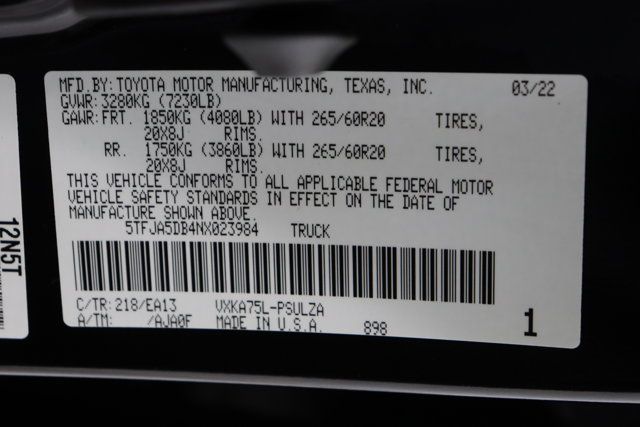 MFD.BY:TOYOTA MOTOR MANUFACTURING, TEXAS, INC. 03/22
GVWR:3280KG (7230LB)
GAWR:FRT. 1850KG (4080LB) WITH 265/60R20 TIRES,
20X8J RIMS.
RR. 1750KG (3860LB) WITH 265/60R20 TIRES,
20X8J RIMS.
THIS VEHICLE CONFORMS TO ALL APPLICABLE FEDERAL MOTOR
VEHICLE SAFETY STANDARDS IN EFFECT ON THE DATE OF
MANUFACTURE SHOWN ABOVE.
5TFJA5DB4NX023984 TRUCK
C/TR:218/EA13 VXKA75L-PSULZA
A/TM: /AJA0F MADE IN U.S.A. 898 1
12N5T